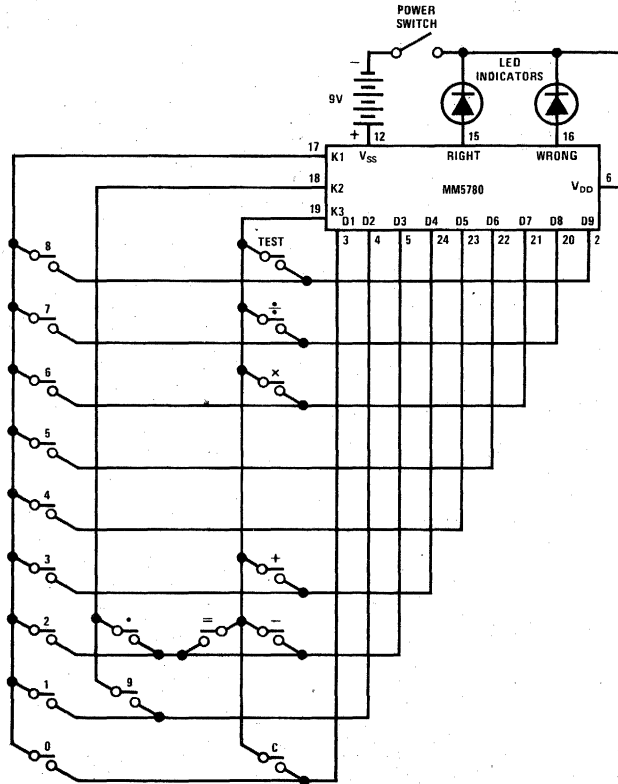 POWER
SWITCH
LED
INDICATORS
−
9V
+
12
15
16
17
K1
VSS
RIGHT
WRONG
18
K2
MM5780
VDD
6
19
K3
D1 D2 D3 D4 D5 D6 D7 D8 D9
3 4 5 24 23 22 21 20 2
8
TEST
7
÷
6
×
5
4
3
+
2
.
=
−
1
9
0
C